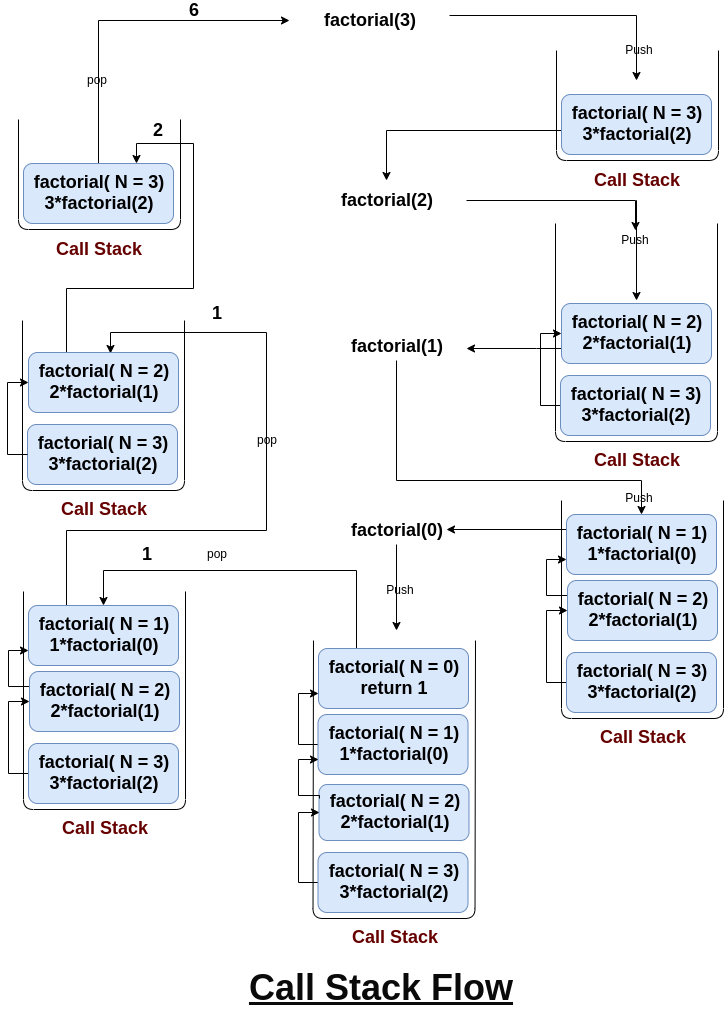 6
factorial(3)
Push
pop
factorial( N = 3)
3*factorial(2)
2
factorial( N = 3)
3*factorial(2)
Call Stack
Call Stack
factorial(2)
Push
1
factorial( N = 2)
2*factorial(1)
factorial(1)
factorial( N = 3)
3*factorial(2)
Call Stack
factorial( N = 2)
2*factorial(1)
factorial( N = 3)
3*factorial(2)
Call Stack
pop
Push
factorial(0)
factorial( N = 1)
1*factorial(0)
factorial( N = 2)
2*factorial(1)
factorial( N = 3)
3*factorial(2)
Call Stack
1
pop
Push
factorial( N = 1)
1*factorial(0)
factorial( N = 2)
2*factorial(1)
factorial( N = 3)
3*factorial(2)
Call Stack
factorial( N = 0)
return 1
factorial( N = 1)
1*factorial(0)
factorial( N = 2)
2*factorial(1)
factorial( N = 3)
3*factorial(2)
Call Stack
Call Stack Flow